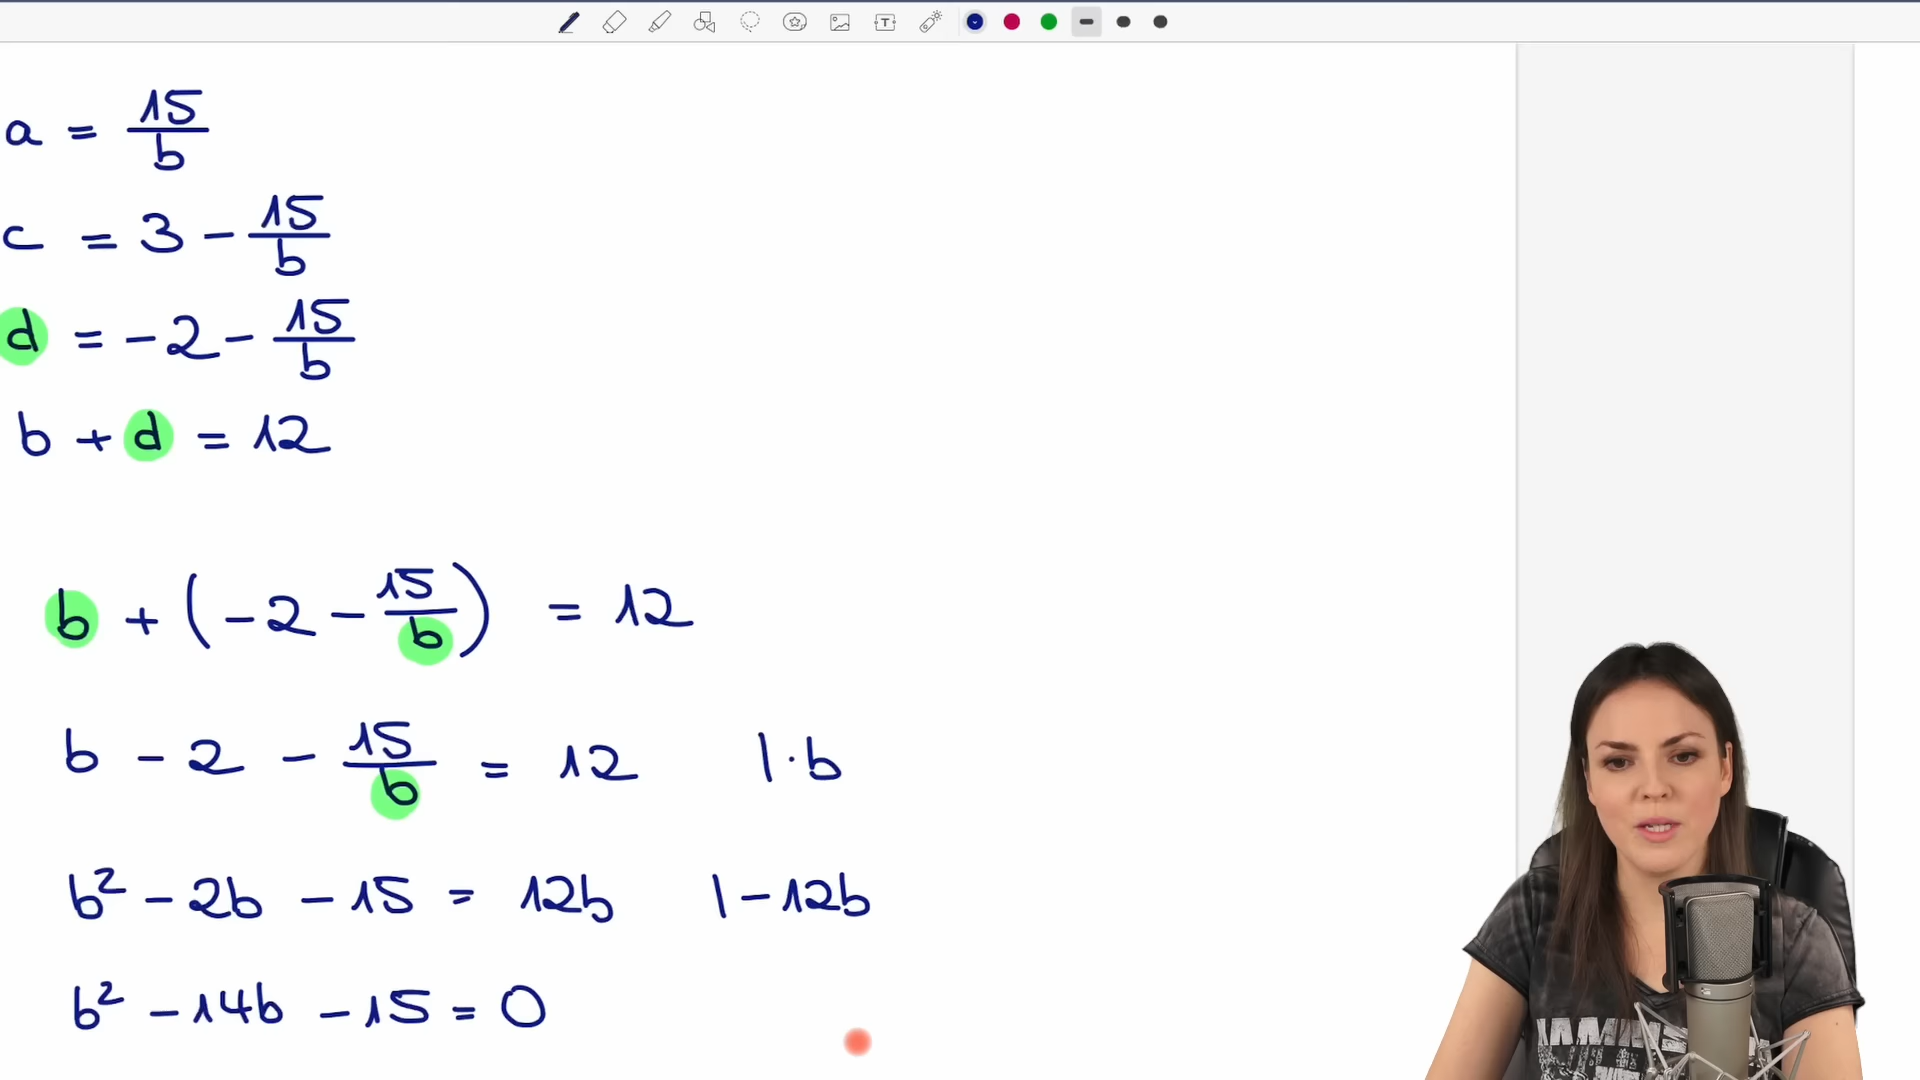 a = 15/b
c = 3 - 15/b
d = -2 - 15/b
b + d = 12
b + (-2 - 15/b) = 12
b - 2 - 15/b = 12 | · b
b² - 2b - 15 = 12b | - 12b
b² - 14b - 15 = 0